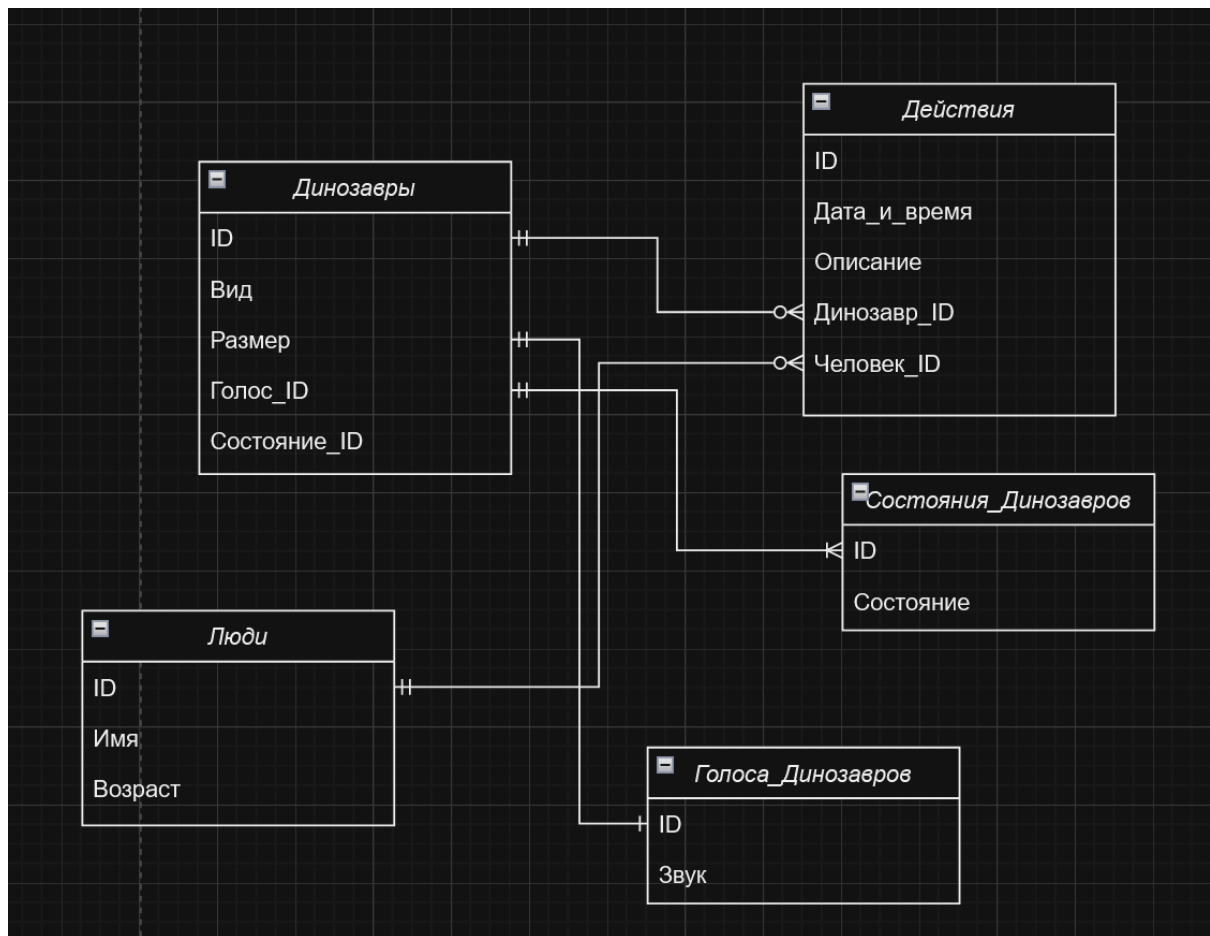 Динозавры
ID
Вид
Размер
Голос_ID
Состояние_ID
Действия
ID
Дата_и_время
Описание
Динозавр_ID
Человек_ID
Состояния_Динозавров
ID
Состояние
Люди
ID
Имя
Возраст
Голоса_Динозавров
ID
Звук